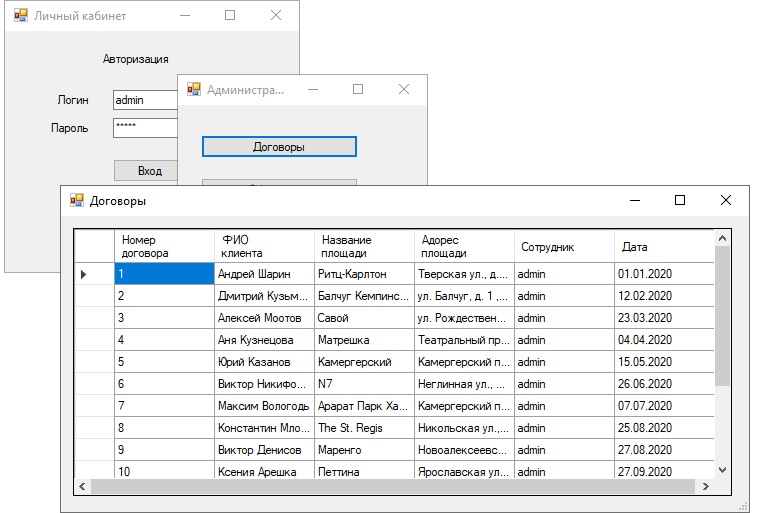 Личный кабинет
Авторизация
Логин admin
Пароль *****
Вход
Администра...
Договоры
Договоры
Номер договора ФИО клиента Название площади Адорес площади Сотрудник Дата
1 Андрей Шарин Ритц-Карлтон Тверская ул., д.... admin 01.01.2020
2 Дмитрий Кузьм... Балчуг Кемпинс... ул. Балчуг, д. 1 ,... admin 12.02.2020
3 Алексей Моотов Савой ул. Рождествен... admin 23.03.2020
4 Аня Кузнецова Матрешка Театральный пр... admin 04.04.2020
5 Юрий Казанов Камергерский Камергерский п... admin 15.05.2020
6 Виктор Никифо... N7 Неглинная ул., ... admin 26.06.2020
7 Максим Вологодь Арарат Парк Ха... Камергерский п... admin 07.07.2020
8 Константин Мло... The St. Regis Никольская ул.,... admin 25.08.2020
9 Виктор Денисов Маренго Новоалексеевс... admin 27.08.2020
10 Ксения Арешка Петтина Ярославская ул... admin 27.09.2020